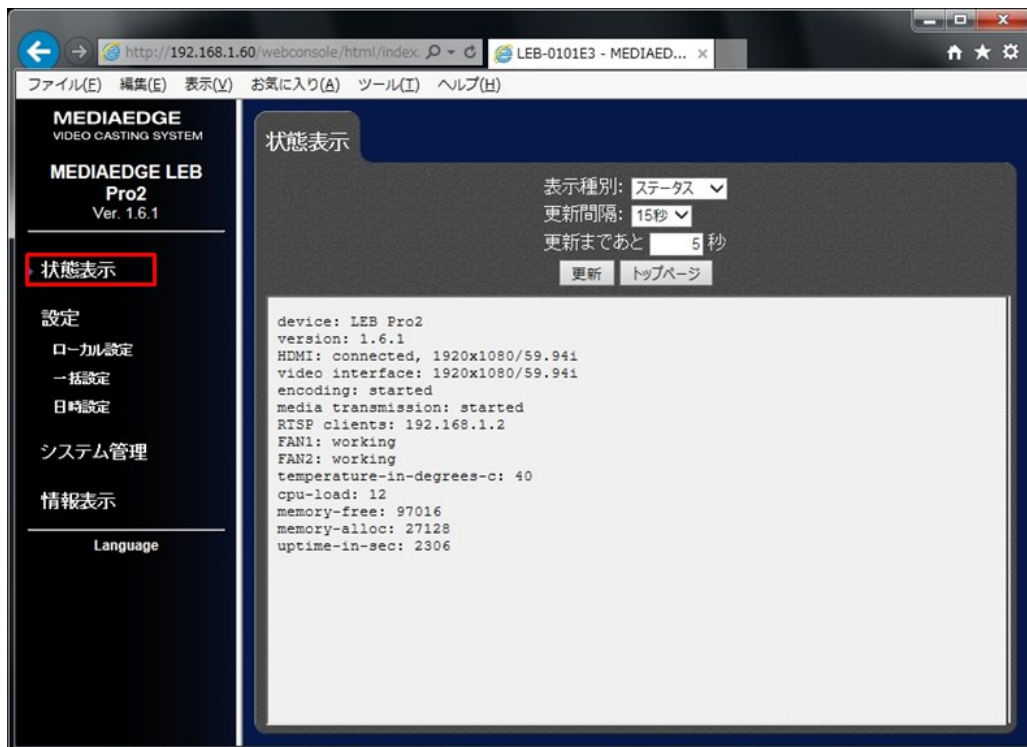 http://192.168.1.60/webconsole/html/index.
LEB-0101E3 - MEDIAED...
ファイル(F) 編集(E) 表示(V) お気に入り(A) ツール(T) ヘルプ(H)
MEDIAEDGE
VIDEO CASTING SYSTEM
MEDIAEDGE LEB
Pro2
Ver. 1.6.1
状態表示
設定
ローカル設定
一括設定
日時設定
システム管理
情報表示
Language
状態表示
表示種別: ステータス
更新間隔: 15秒
更新まであと 5 秒
更新 トップページ
device: LEB Pro2
version: 1.6.1
HDMI: connected, 1920x1080/59.94i
video interface: 1920x1080/59.94i
encoding: started
media transmission: started
RTSP clients: 192.168.1.2
FAN1: working
FAN2: working
temperature-in-degrees-c: 40
cpu-load: 12
memory-free: 97016
memory-alloc: 27128
uptime-in-sec: 2306